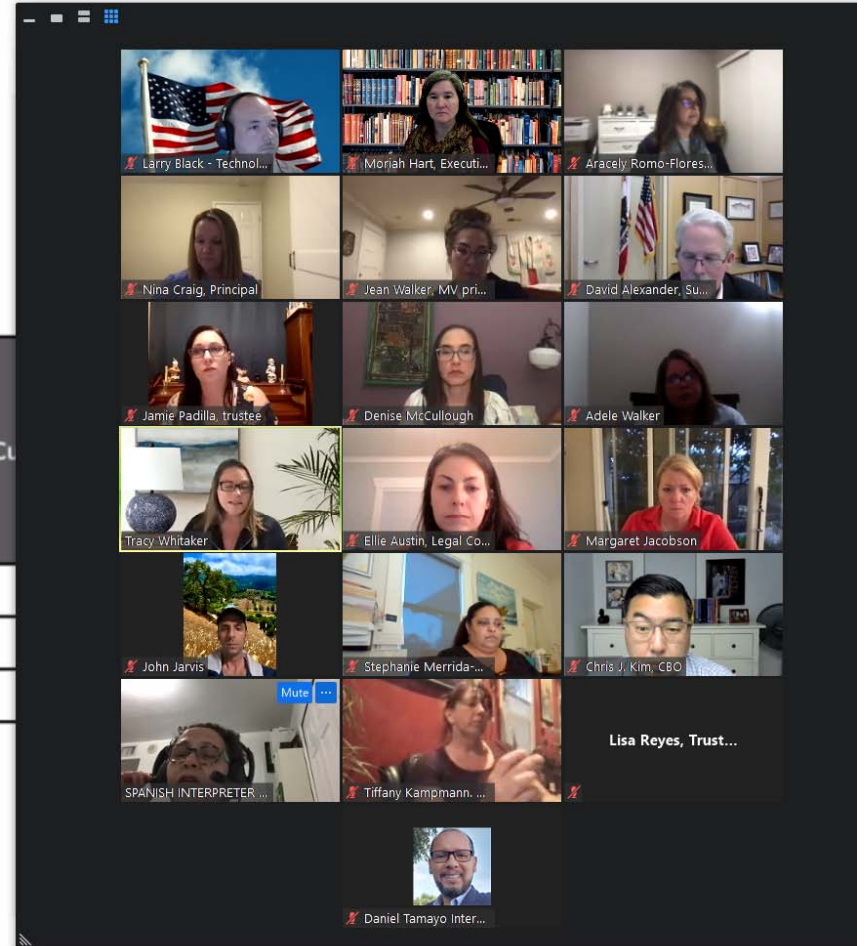 Larry Black - Technol...
Moriah Hart, Executi...
Aracely Romo-Flores...
Nina Craig, Principal
Jean Walker, MV pri...
David Alexander, Su...
Jamie Padilla, trustee
Denise McCullough
Adele Walker
Tracy Whitaker
Ellie Austin, Legal Co...
Margaret Jacobson
John Jarvis
Stephanie Merrida-...
Chris J. Kim, CBO
Mute
SPANISH INTERPRETER ...
Tiffany Kampmann. ...
Lisa Reyes, Trust...
Daniel Tamayo Inter...